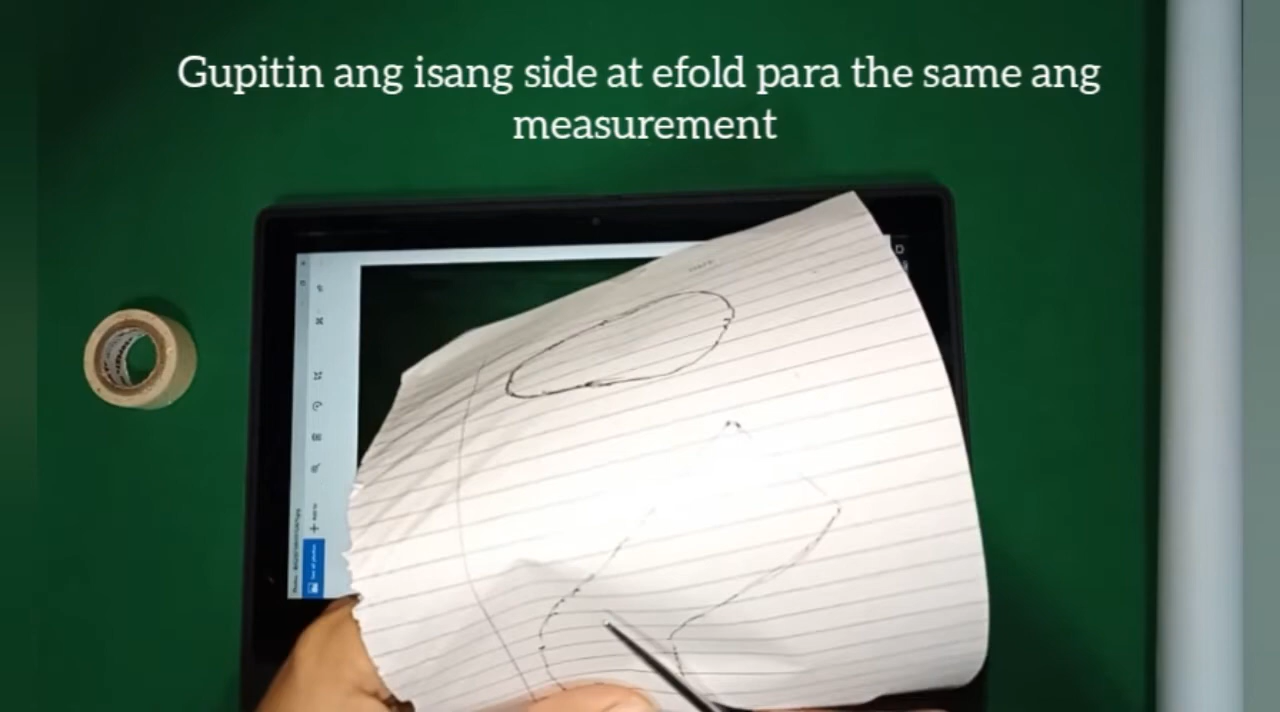 Gupitin ang isang side at efold para the same ang
measurement